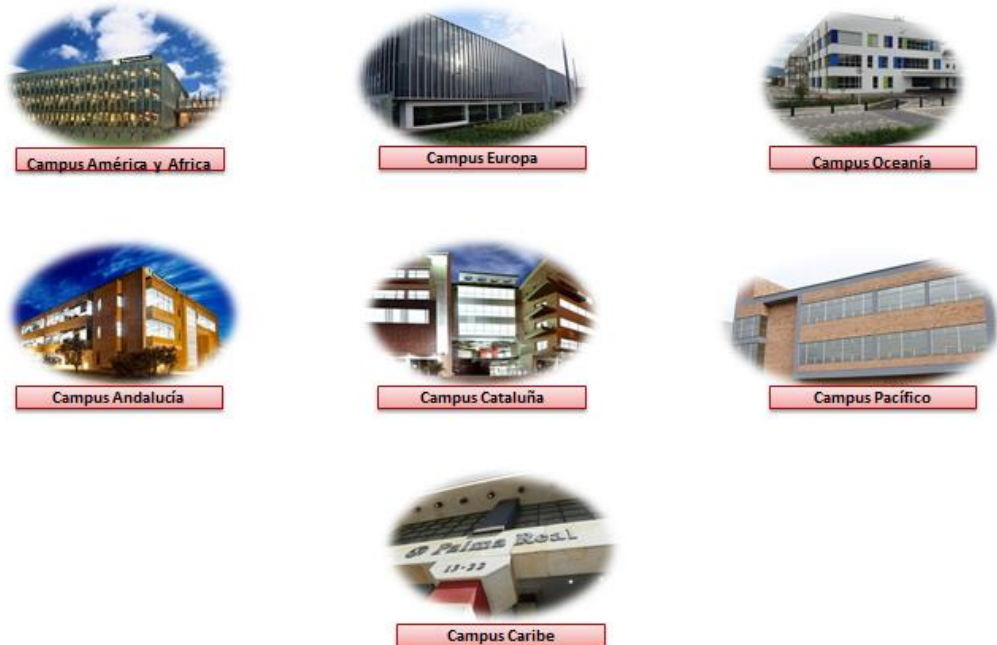 Campus América y Africa
Campus Europa
Campus Oceanía
Campus Andalucía
Campus Cataluña
Campus Pacífico
Palma Real
13-22
Campus Caribe